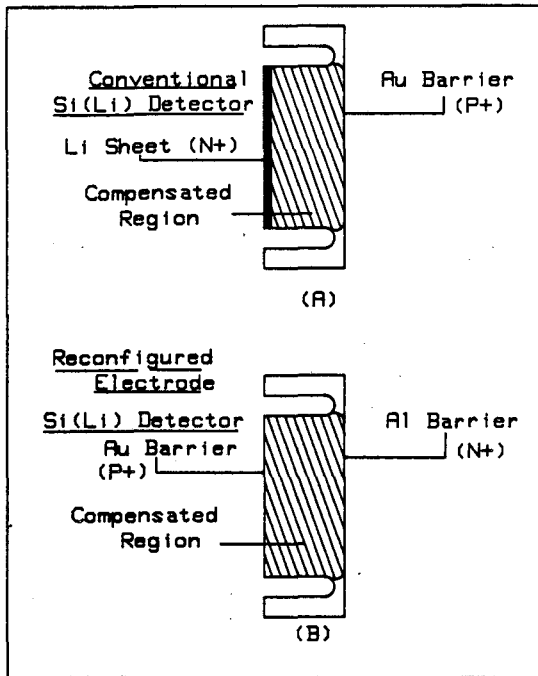 Conventional
Si(Li) Detector
Au Barrier
(P+)
Li Sheet (N+)
Compensated
Region
(A)
Reconfigured
Electrode
Si(Li) Detector
Au Barrier
(P+)
Al Barrier
(N+)
Compensated
Region
(B)